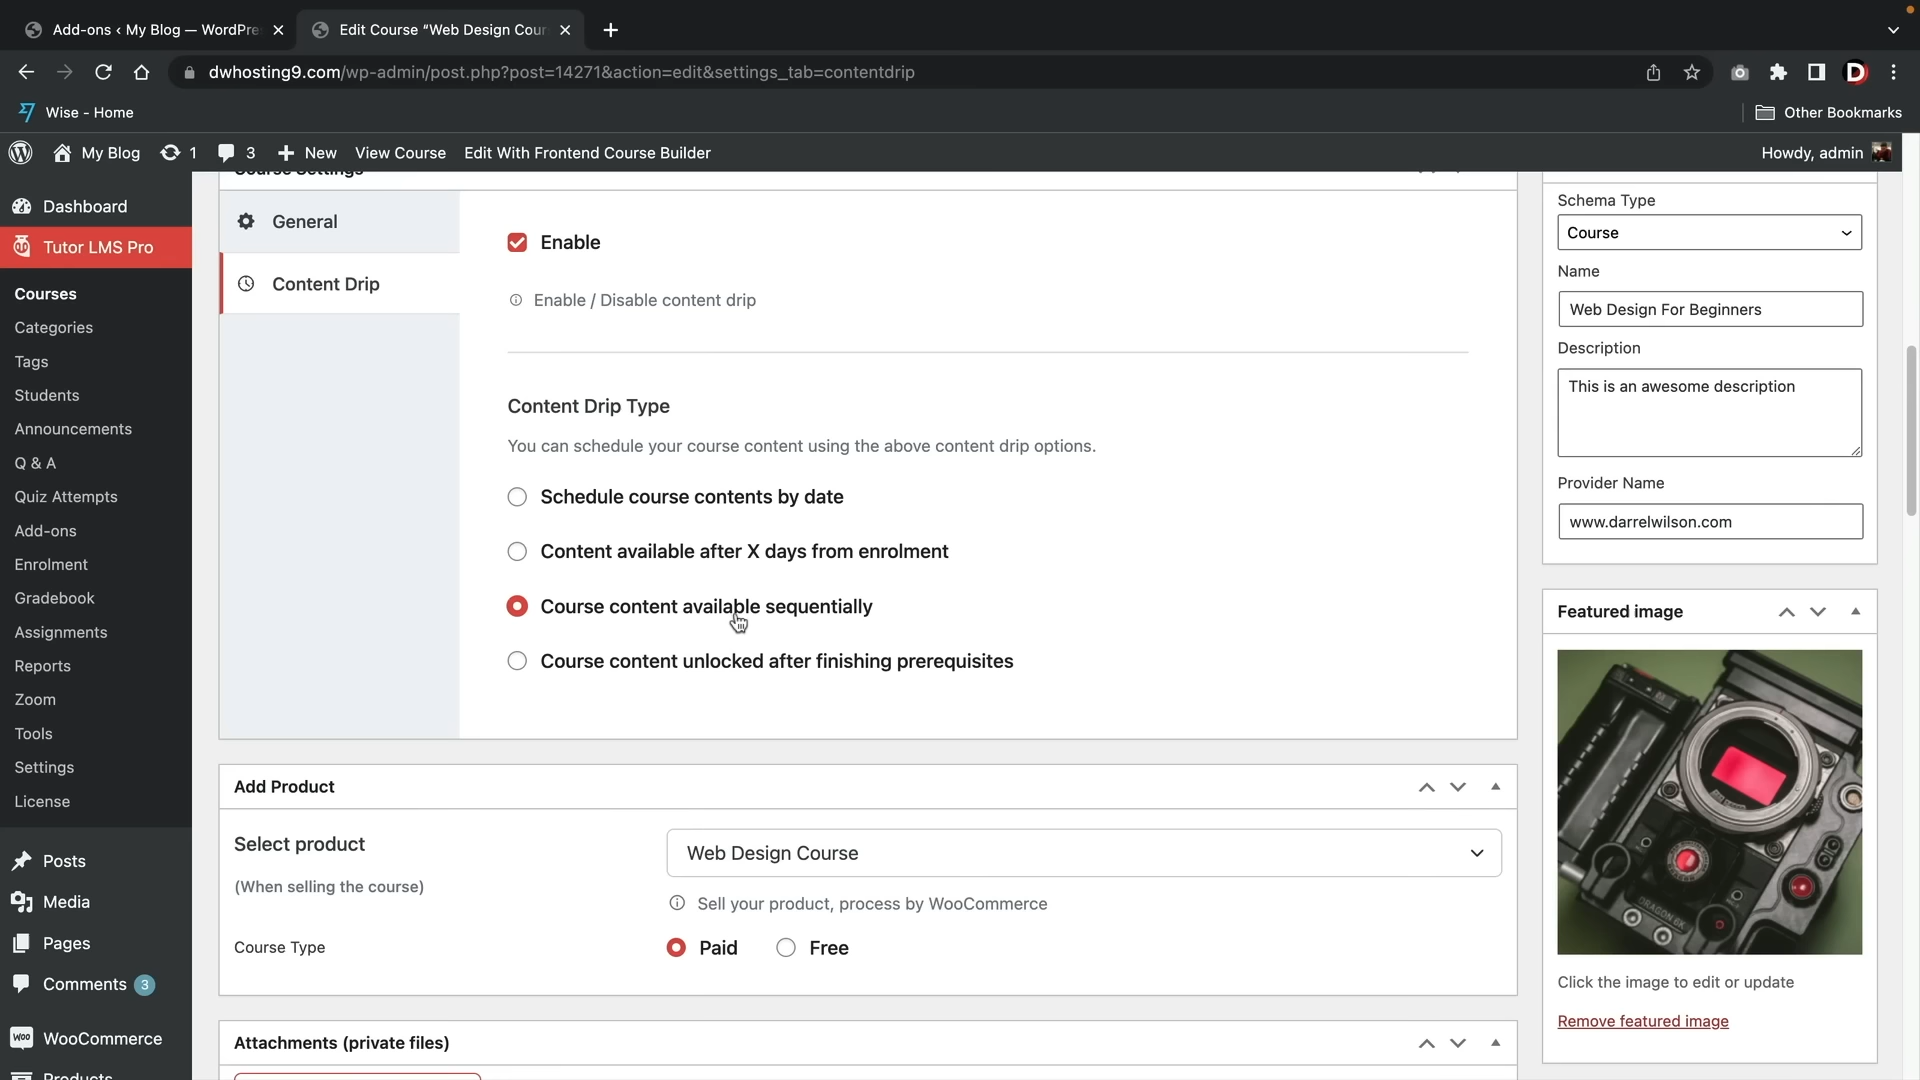 Add-ons ‹ My Blog — WordPre
Edit Course “Web Design Cour
dwhosting9.com/wp-admin/post.php?post=14271&action=edit&settings_tab=contentdrip
Wise - Home
Other Bookmarks
My Blog
1
3
New
View Course
Edit With Frontend Course Builder
Howdy, admin
Dashboard
Tutor LMS Pro
Courses
Categories
Tags
Students
Announcements
Q & A
Quiz Attempts
Add-ons
Enrolment
Gradebook
Assignments
Reports
Zoom
Tools
Settings
License
Posts
Media
Pages
Comments 3
WooCommerce
Products
Course Settings
General
Content Drip
Enable
Enable / Disable content drip
Content Drip Type
You can schedule your course content using the above content drip options.
Schedule course contents by date
Content available after X days from enrolment
Course content available sequentially
Course content unlocked after finishing prerequisites
Add Product
Select product
(When selling the course)
Web Design Course
Sell your product, process by WooCommerce
Course Type
Paid
Free
Attachments (private files)
Schema Type
Course
Name
Web Design For Beginners
Description
This is an awesome description
Provider Name
www.darrelwilson.com
Featured image
DRAGON 6K
Click the image to edit or update
Remove featured image